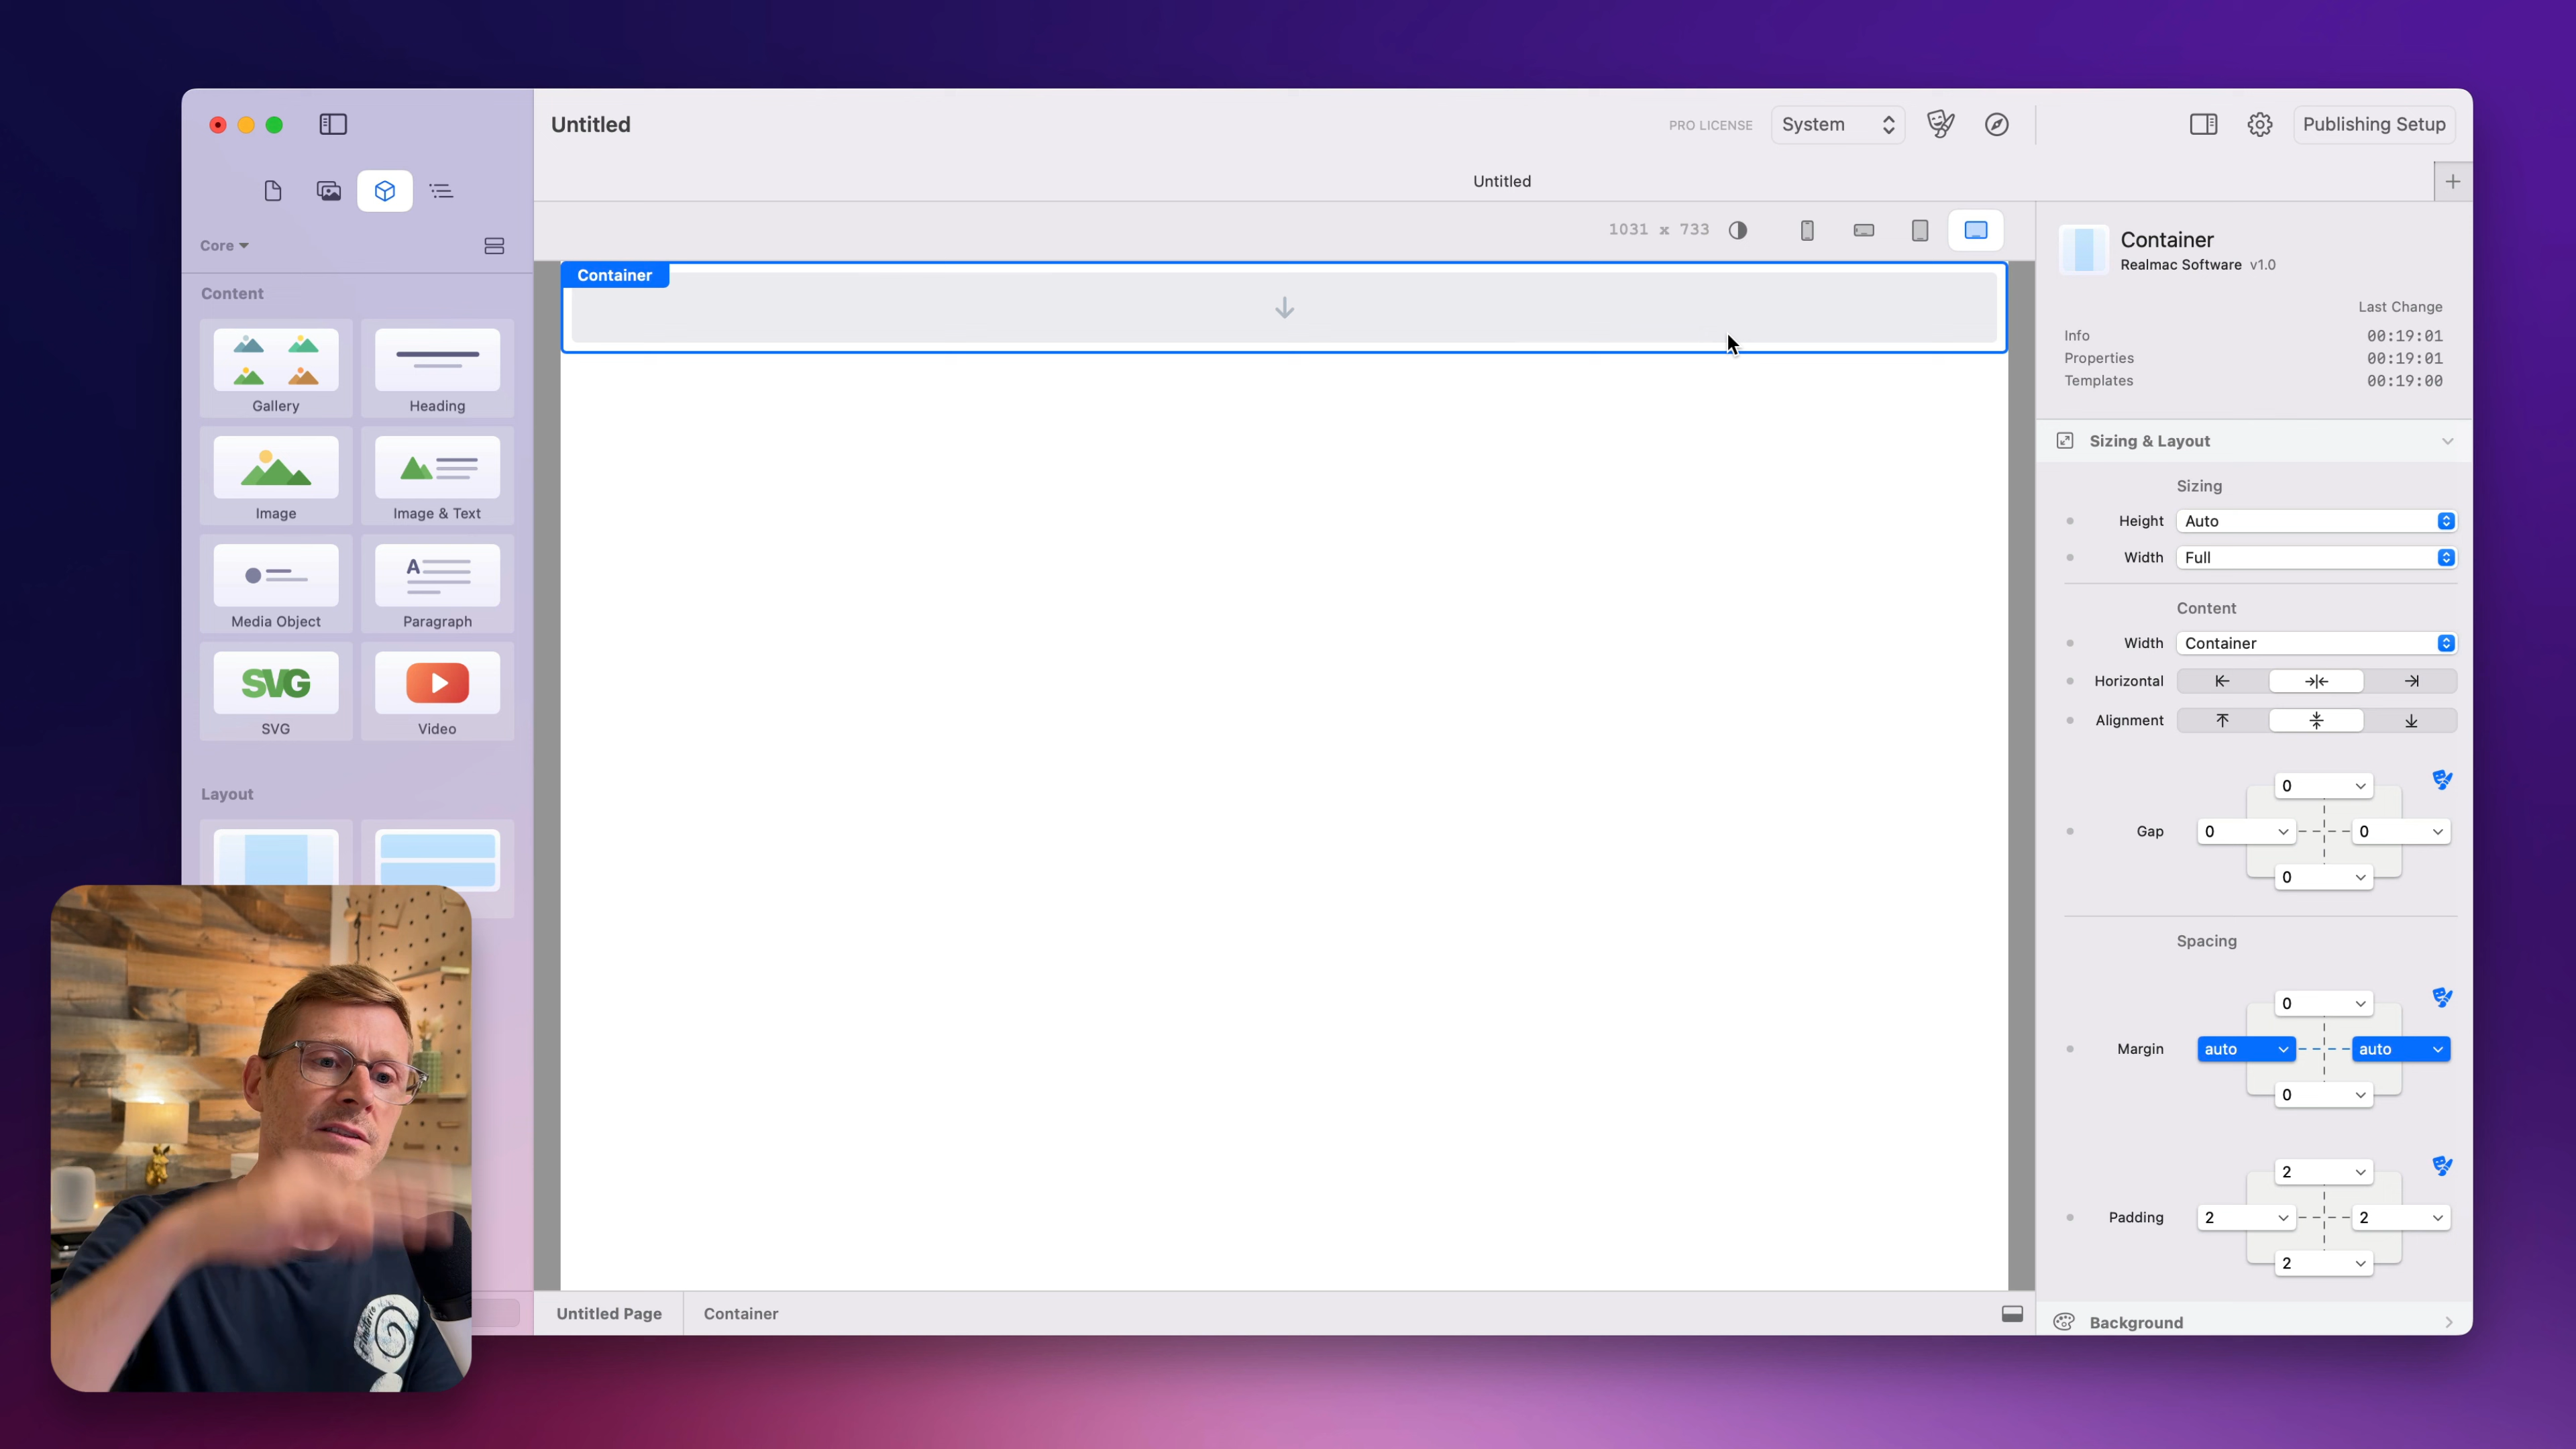 Untitled
PRO LICENSE
System
Publishing Setup
Untitled
Core
1031 x 733
Content
Gallery
Heading
Image
Image & Text
Media Object
A
Paragraph
SVG
SVG
Video
Layout
Container
Untitled Page
Container
Container
Realmac Software v1.0
Last Change
Info 00:19:01
Properties 00:19:01
Templates 00:19:00
Sizing & Layout
Sizing
Height Auto
Width Full
Content
Width Container
Horizontal
Alignment
0
Gap 0 0
0
Spacing
0
Margin auto auto
0
2
Padding 2 2
2
Background